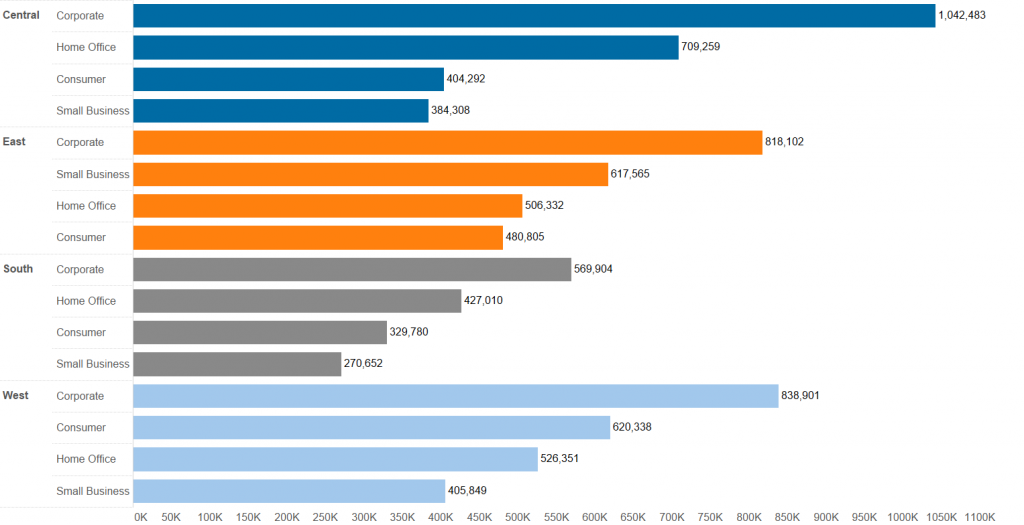 Central Corporate 1,042,483
Home Office 709,259
Consumer 404,292
Small Business 384,308
East Corporate 818,102
Small Business 617,565
Home Office 506,332
Consumer 480,805
South Corporate 569,904
Home Office 427,010
Consumer 329,780
Small Business 270,652
West Corporate 838,901
Consumer 620,338
Home Office 526,351
Small Business 405,849
0K 50K 100K 150K 200K 250K 300K 350K 400K 450K 500K 550K 600K 650K 700K 750K 800K 850K 900K 950K 1000K 1050K 1100K